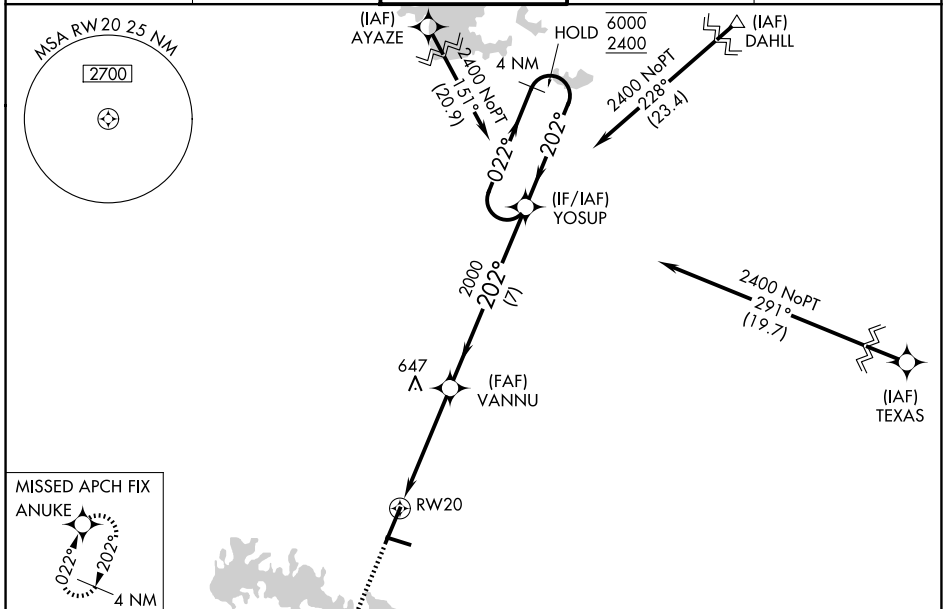 MSA RW20 25 NM
2700
(IAF)
AYAZE
2400 NoPT
151°
(20.9)
HOLD
6000
2400
4 NM
022°
202°
(IAF)
DAHLL
2400 NoPT
228°
(23.4)
(IF/IAF)
YOSUP
2000
202°
(7)
2400 NoPT
291°
(19.7)
(IAF)
TEXAS
647
(FAF)
VANNU
RW20
MISSED APCH FIX
ANUKE
022°
202°
4 NM